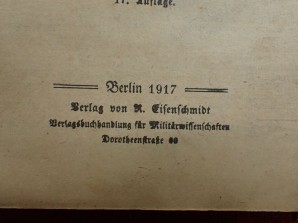 17. Auflage.
Berlin 1917
Verlag von R. Eisenschmidt
Verlagsbuchhandlung für Militärwissenschaften
Dorotheenstraße 60